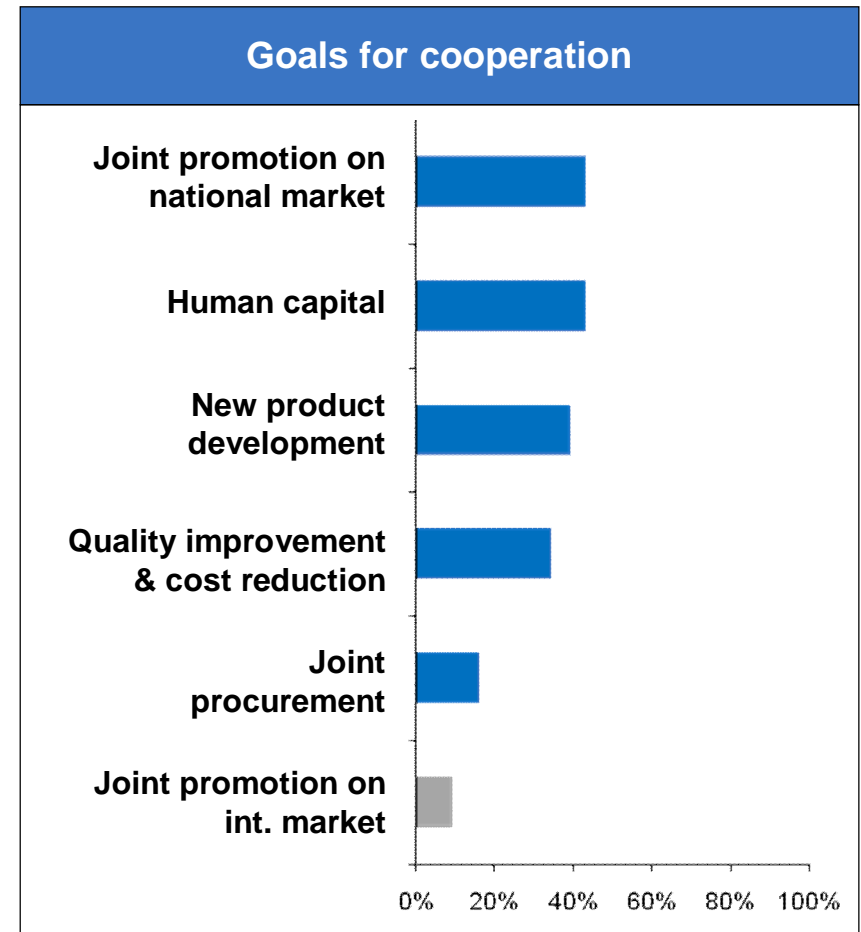 Goals for cooperation
Joint promotion on
national market
Human capital
New product
development
Quality improvement
& cost reduction
Joint
procurement
Joint promotion on
int. market
0% 20% 40% 60% 80% 100%